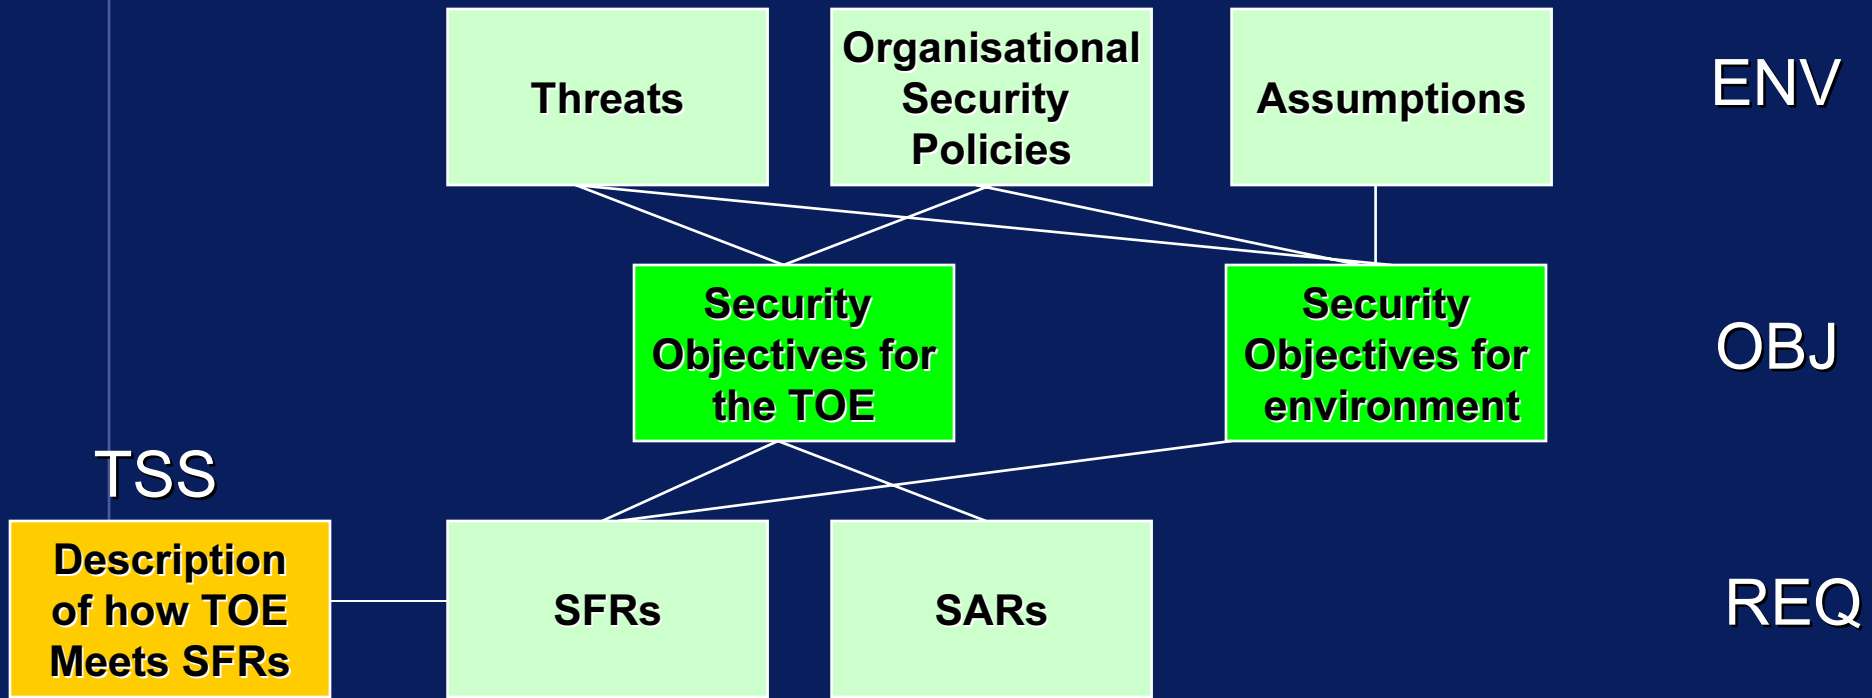 Threats
Organisational
Security
Policies
Assumptions
ENV
Security
Objectives for
the TOE
Security
Objectives for
environment
OBJ
TSS
Description
of how TOE
Meets SFRs
SFRs
SARs
REQ